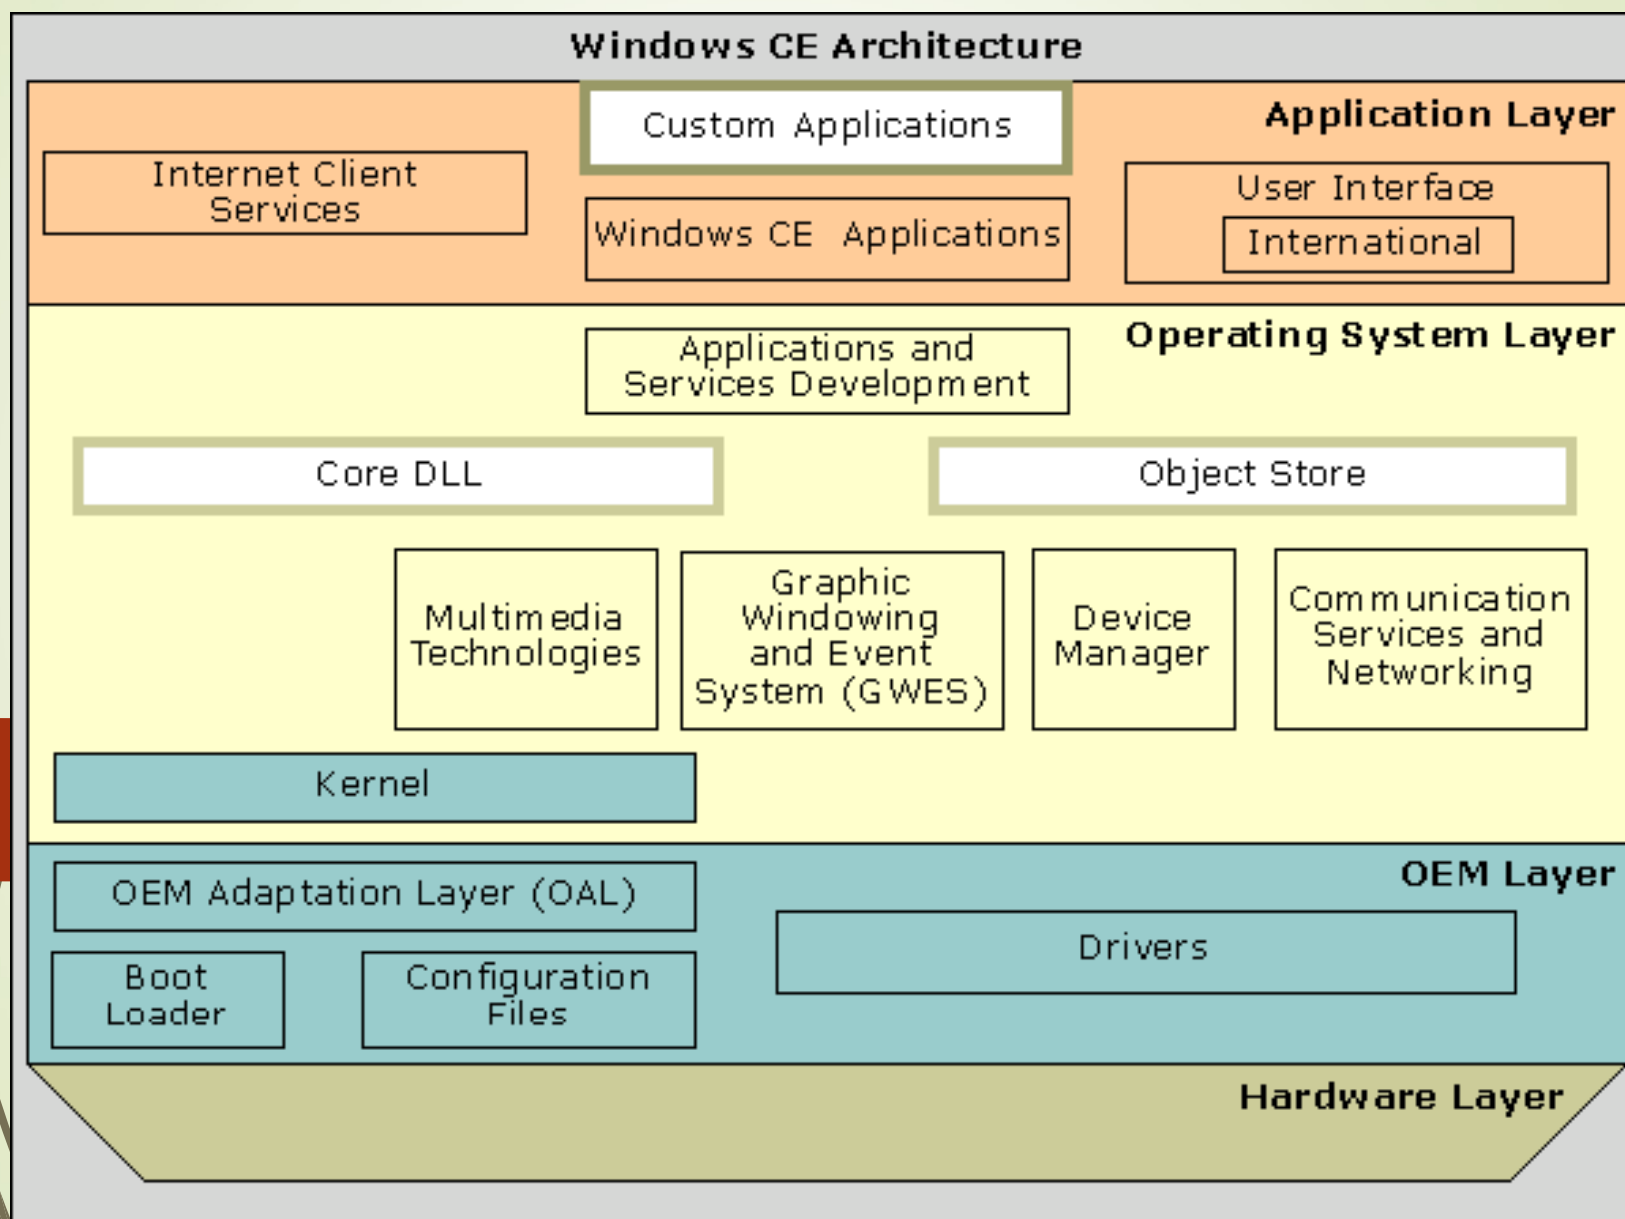 Windows CE Architecture
Application Layer
Custom Applications
Internet Client
Services
Windows CE Applications
User Interface
International
Operating System Layer
Applications and
Services Development
Core DLL
Object Store
Multimedia
Technologies
Graphic
Windowing
and Event
System (GWES)
Device
Manager
Communication
Services and
Networking
Kernel
OEM Layer
OEM Adaptation Layer (OAL)
Drivers
Boot
Loader
Configuration
Files
Hardware Layer